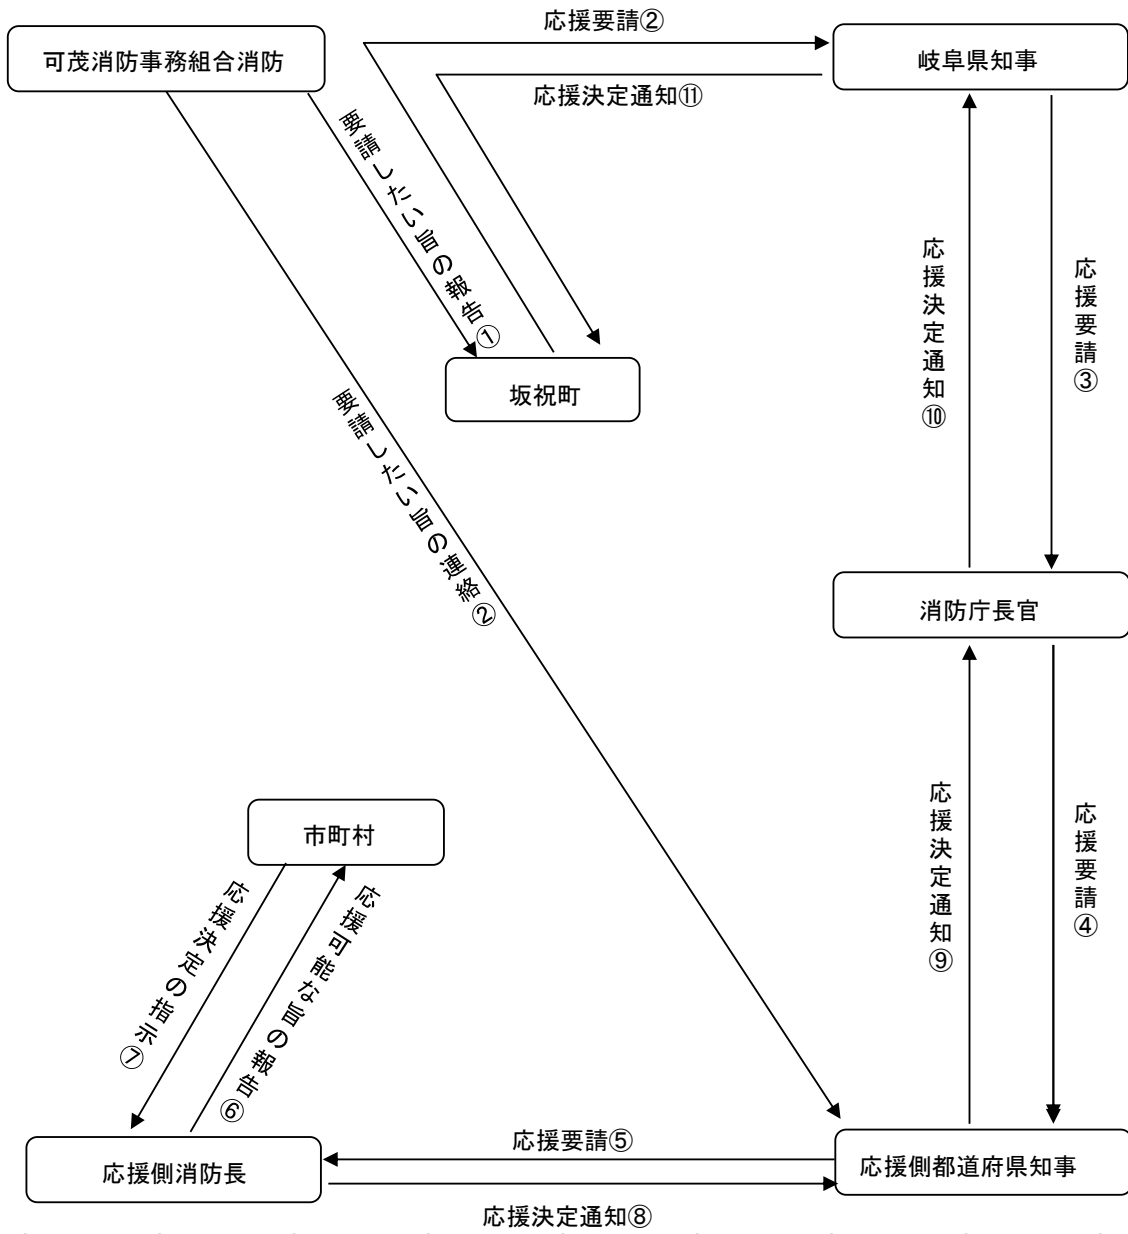 応援要請②
可茂消防事務組合消防
岐阜県知事
応援決定通知⑪
要請したい旨の報告①
応援決定通知⑩
応援要請③
坂祝町
要請したい旨の連絡②
消防庁長官
応援決定通知⑨
応援要請④
市町村
応援決定の指示⑦
応援可能な旨の報告⑥
応援要請⑤
応援側消防長
応援側都道府県知事
応援決定通知⑧